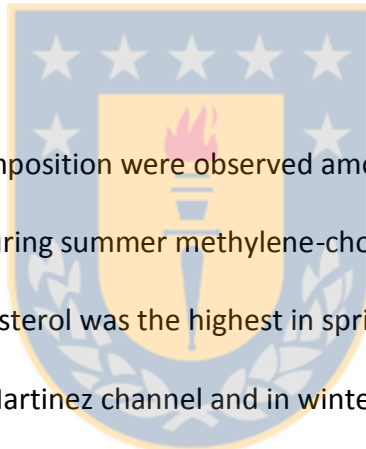 mposition were observed amo
uring summer methylene-cho
sterol was the highest in spri
Martinez channel and in winte